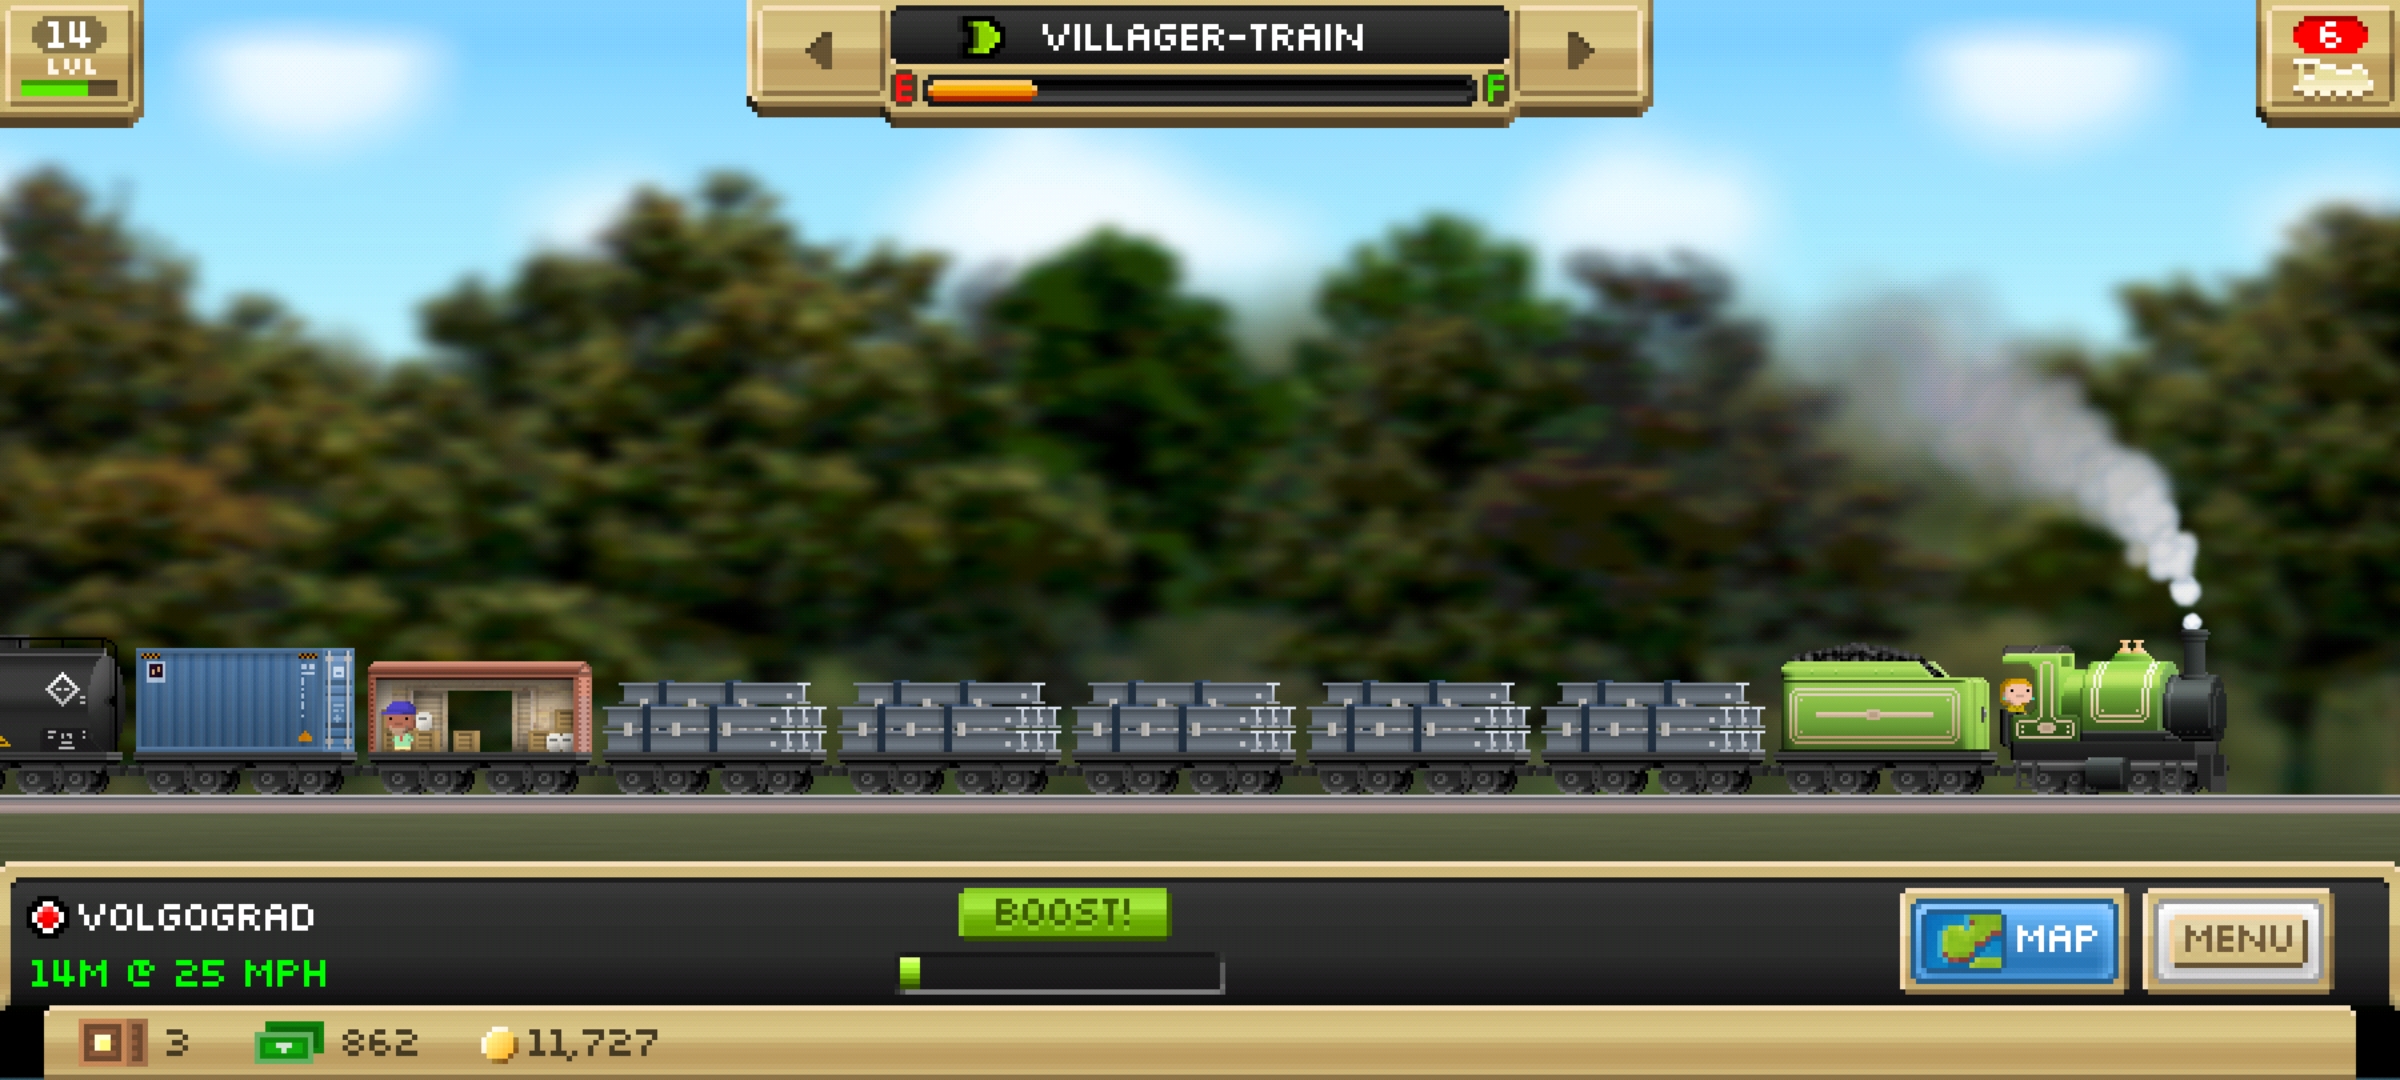 14
LVL
VILLAGER-TRAIN
E
F
6
VOLGOGRAD
14M @ 25 MPH
BOOST!
MAP
MENU
3
862
11,727